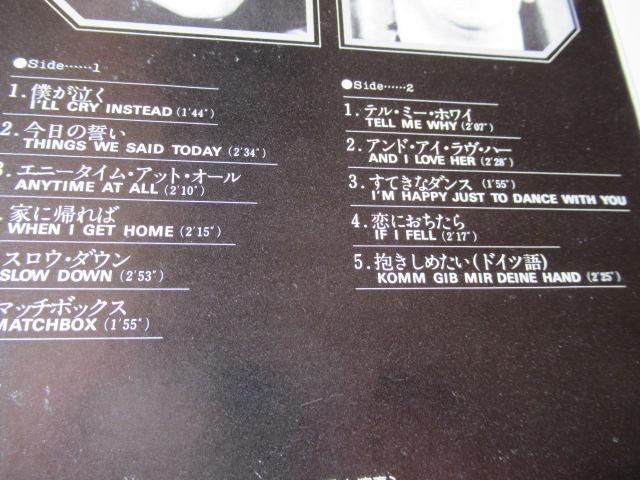 ●Side……1
1. 僕が泣く
I'LL CRY INSTEAD (1'44")
2. 今日の誓い
THINGS WE SAID TODAY (2'34)
3. エニータイム・アット・オール
ANYTIME AT ALL (2'10")
家に帰れば
WHEN I GET HOME (2'15")
スロウ・ダウン
SLOW DOWN (2'53")
マッチボックス
MATCHBOX (1'55")
●Side……2
1. テル・ミー・ホワイ
TELL ME WHY (2'07")
2. アンド・アイ・ラヴ・ハー
AND I LOVE HER (2'28")
3. すてきなダンス (1'55")
I'M HAPPY JUST TO DANCE WITH YOU
4. 恋におちたら
IF I FELL (2'17")
5. 抱きしめたい(ドイツ語)
KOMM GIB MIR DEINE HAND (2'25")